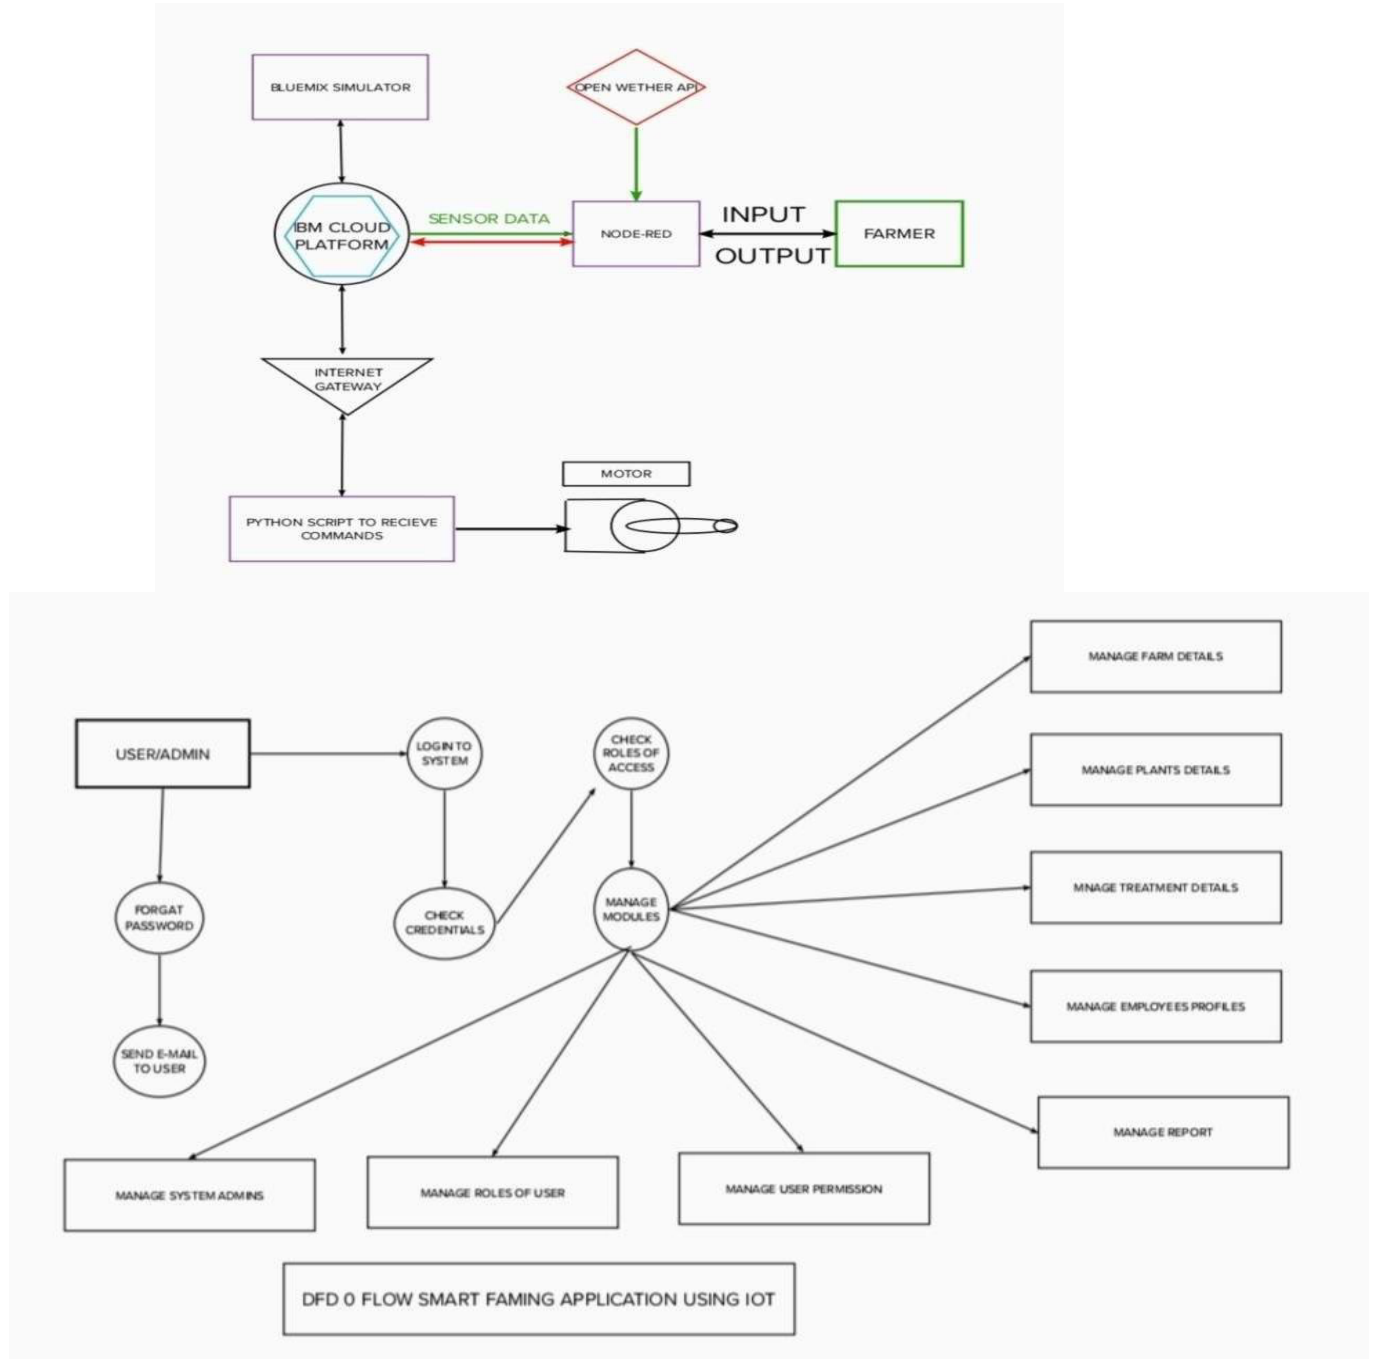 BLUEMIX SIMULATOR
OPEN WETHER API
IBM CLOUD
PLATFORM
SENSOR DATA
NODE-RED
INPUT
OUTPUT
FARMER
INTERNET
GATEWAY
MOTOR
PYTHON SCRIPT TO RECIEVE
COMMANDS
MANAGE FARM DETAILS
USER/ADMIN
LOGIN TO
SYSTEM
CHECK
ROLES OF
ACCESS
MANAGE PLANTS DETAILS
FORGAT
PASSWORD
CHECK
CREDENTIALS
MANAGE
MODULES
MNAGE TREATMENT DETAILS
MANAGE EMPLOYEES PROFILES
SEND E-MAIL
TO USER
MANAGE REPORT
MANAGE SYSTEM ADMINS
MANAGE ROLES OF USER
MANAGE USER PERMISSION
DFD 0 FLOW SMART FAMING APPLICATION USING IOT